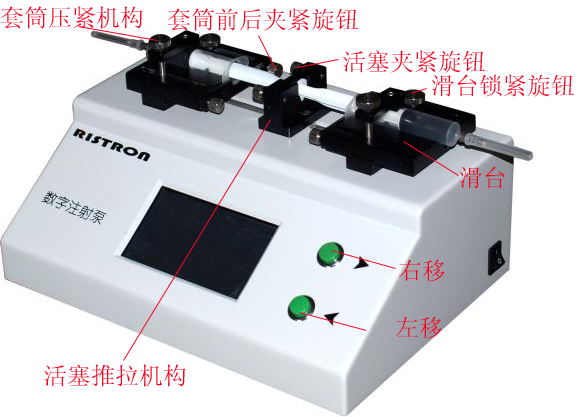 套筒压紧机构
套筒前后夹紧旋钮
活塞夹紧旋钮
滑台锁紧旋钮
RISTRON
滑台
数字注射泵
右移
左移
活塞推拉机构